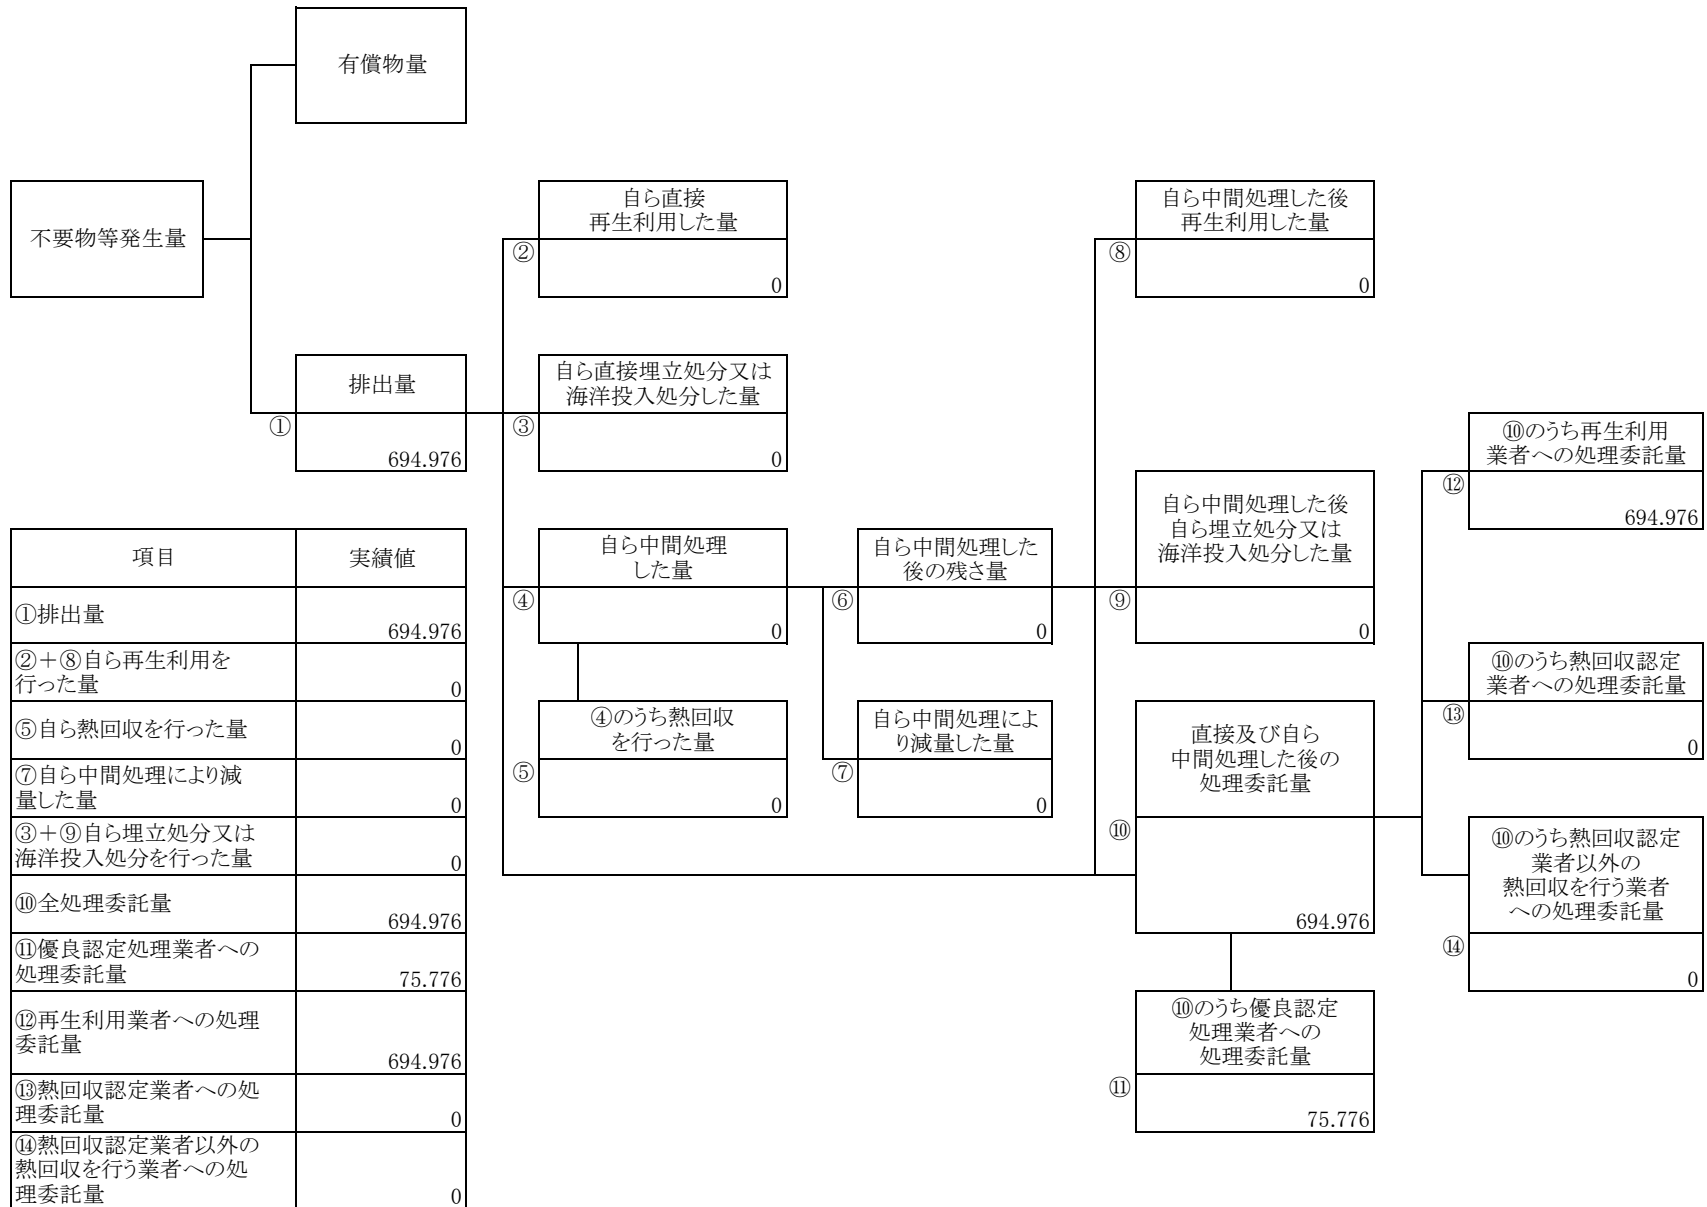 有償物量
不要物等発生量
自ら直接
再生利用した量
②
0
自ら中間処理した後
再生利用した量
⑧
0
排出量
①
694.976
自ら直接埋立処分又は
海洋投入処分した量
③
0
⑩のうち再生利用
業者への処理委託量
⑫
694.976
自ら中間処理
した量
④
0
自ら中間処理した
後の残さ量
⑥
0
自ら中間処理した後
自ら埋立処分又は
海洋投入処分した量
⑨
0
⑩のうち熱回収認定
業者への処理委託量
⑬
0
④のうち熱回収
を行った量
⑤
0
自ら中間処理によ
り減量した量
⑦
0
直接及び自ら
中間処理した後の
処理委託量
⑩
694.976
⑩のうち熱回収認定
業者以外の
熱回収を行う業者
への処理委託量
⑭
0
⑩のうち優良認定
処理業者への
処理委託量
⑪
75.776
項目 実績値
①排出量
694.976
②＋⑧自ら再生利用を
行った量
0
⑤自ら熱回収を行った量
0
⑦自ら中間処理により減
量した量
0
③＋⑨自ら埋立処分又は
海洋投入処分を行った量
0
⑩全処理委託量
694.976
⑪優良認定処理業者への
処理委託量
75.776
⑫再生利用業者への処理
委託量
694.976
⑬熱回収認定業者への処
理委託量
0
⑭熱回収認定業者以外の
熱回収を行う業者への処
理委託量
0